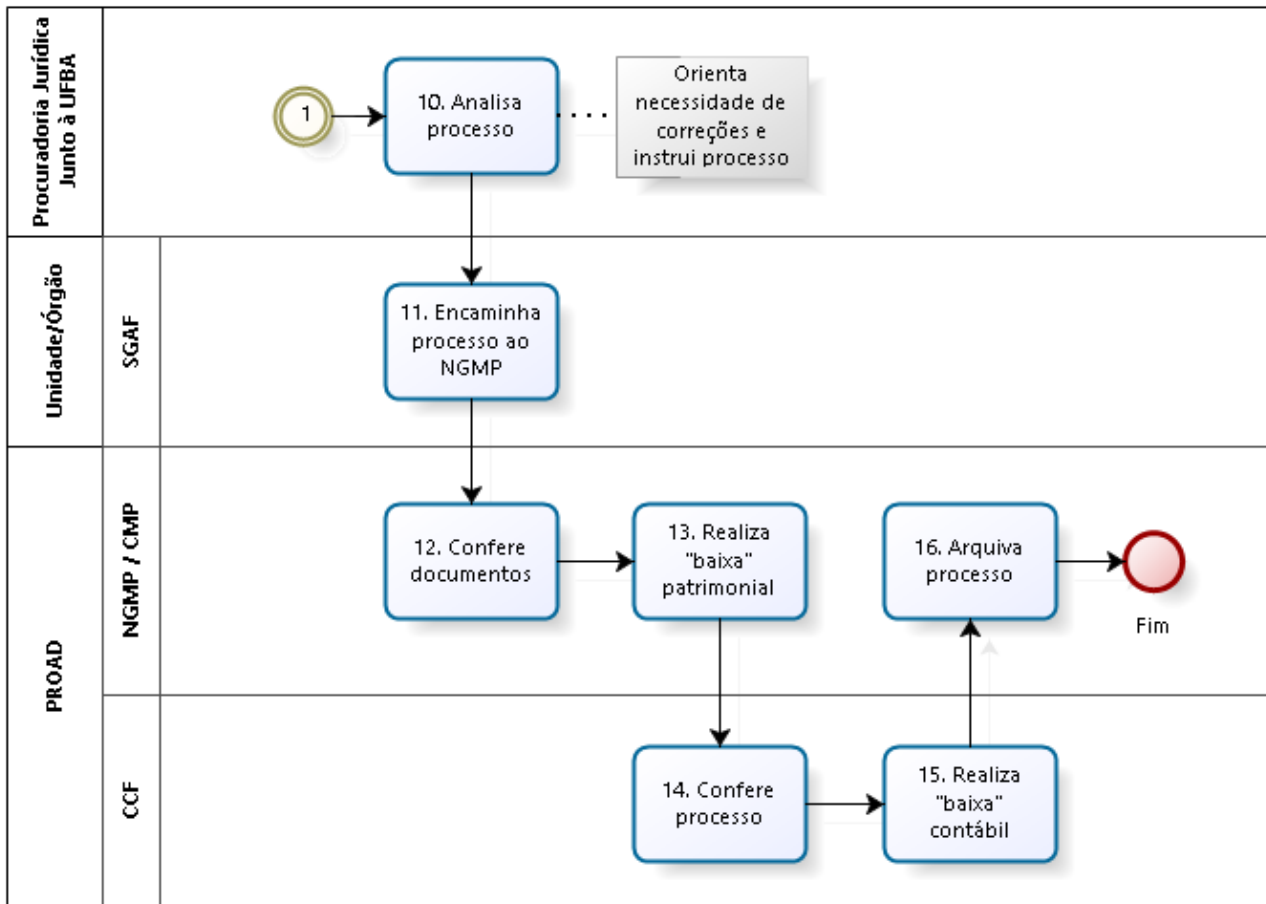 Procuradoria Jurídica
Junto à UFBA
1
10. Analisa
processo
Orienta
necessidade de
correções e
instrui processo
Unidade/Órgão
SGAF
11. Encaminha
processo ao
NGMP
PROAD
NGMP / CMP
12. Confere
documentos
13. Realiza
"baixa"
patrimonial
16. Arquiva
processo
Fim
CCF
14. Confere
processo
15. Realiza
"baixa"
contábil